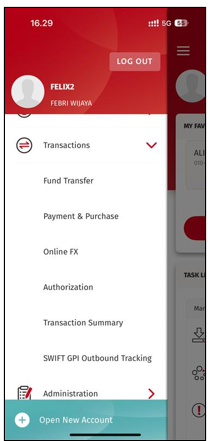 16.29
5G 5
LOG OUT
FELIX2
FEBRI WIJAYA
MY FAV
Transactions
ALI
Fund Transfer
Payment & Purchase
Online FX
TASK LI
Authorization
Mar
Transaction Summary
SWIFT GPI Outbound Tracking
Administration
Open New Account